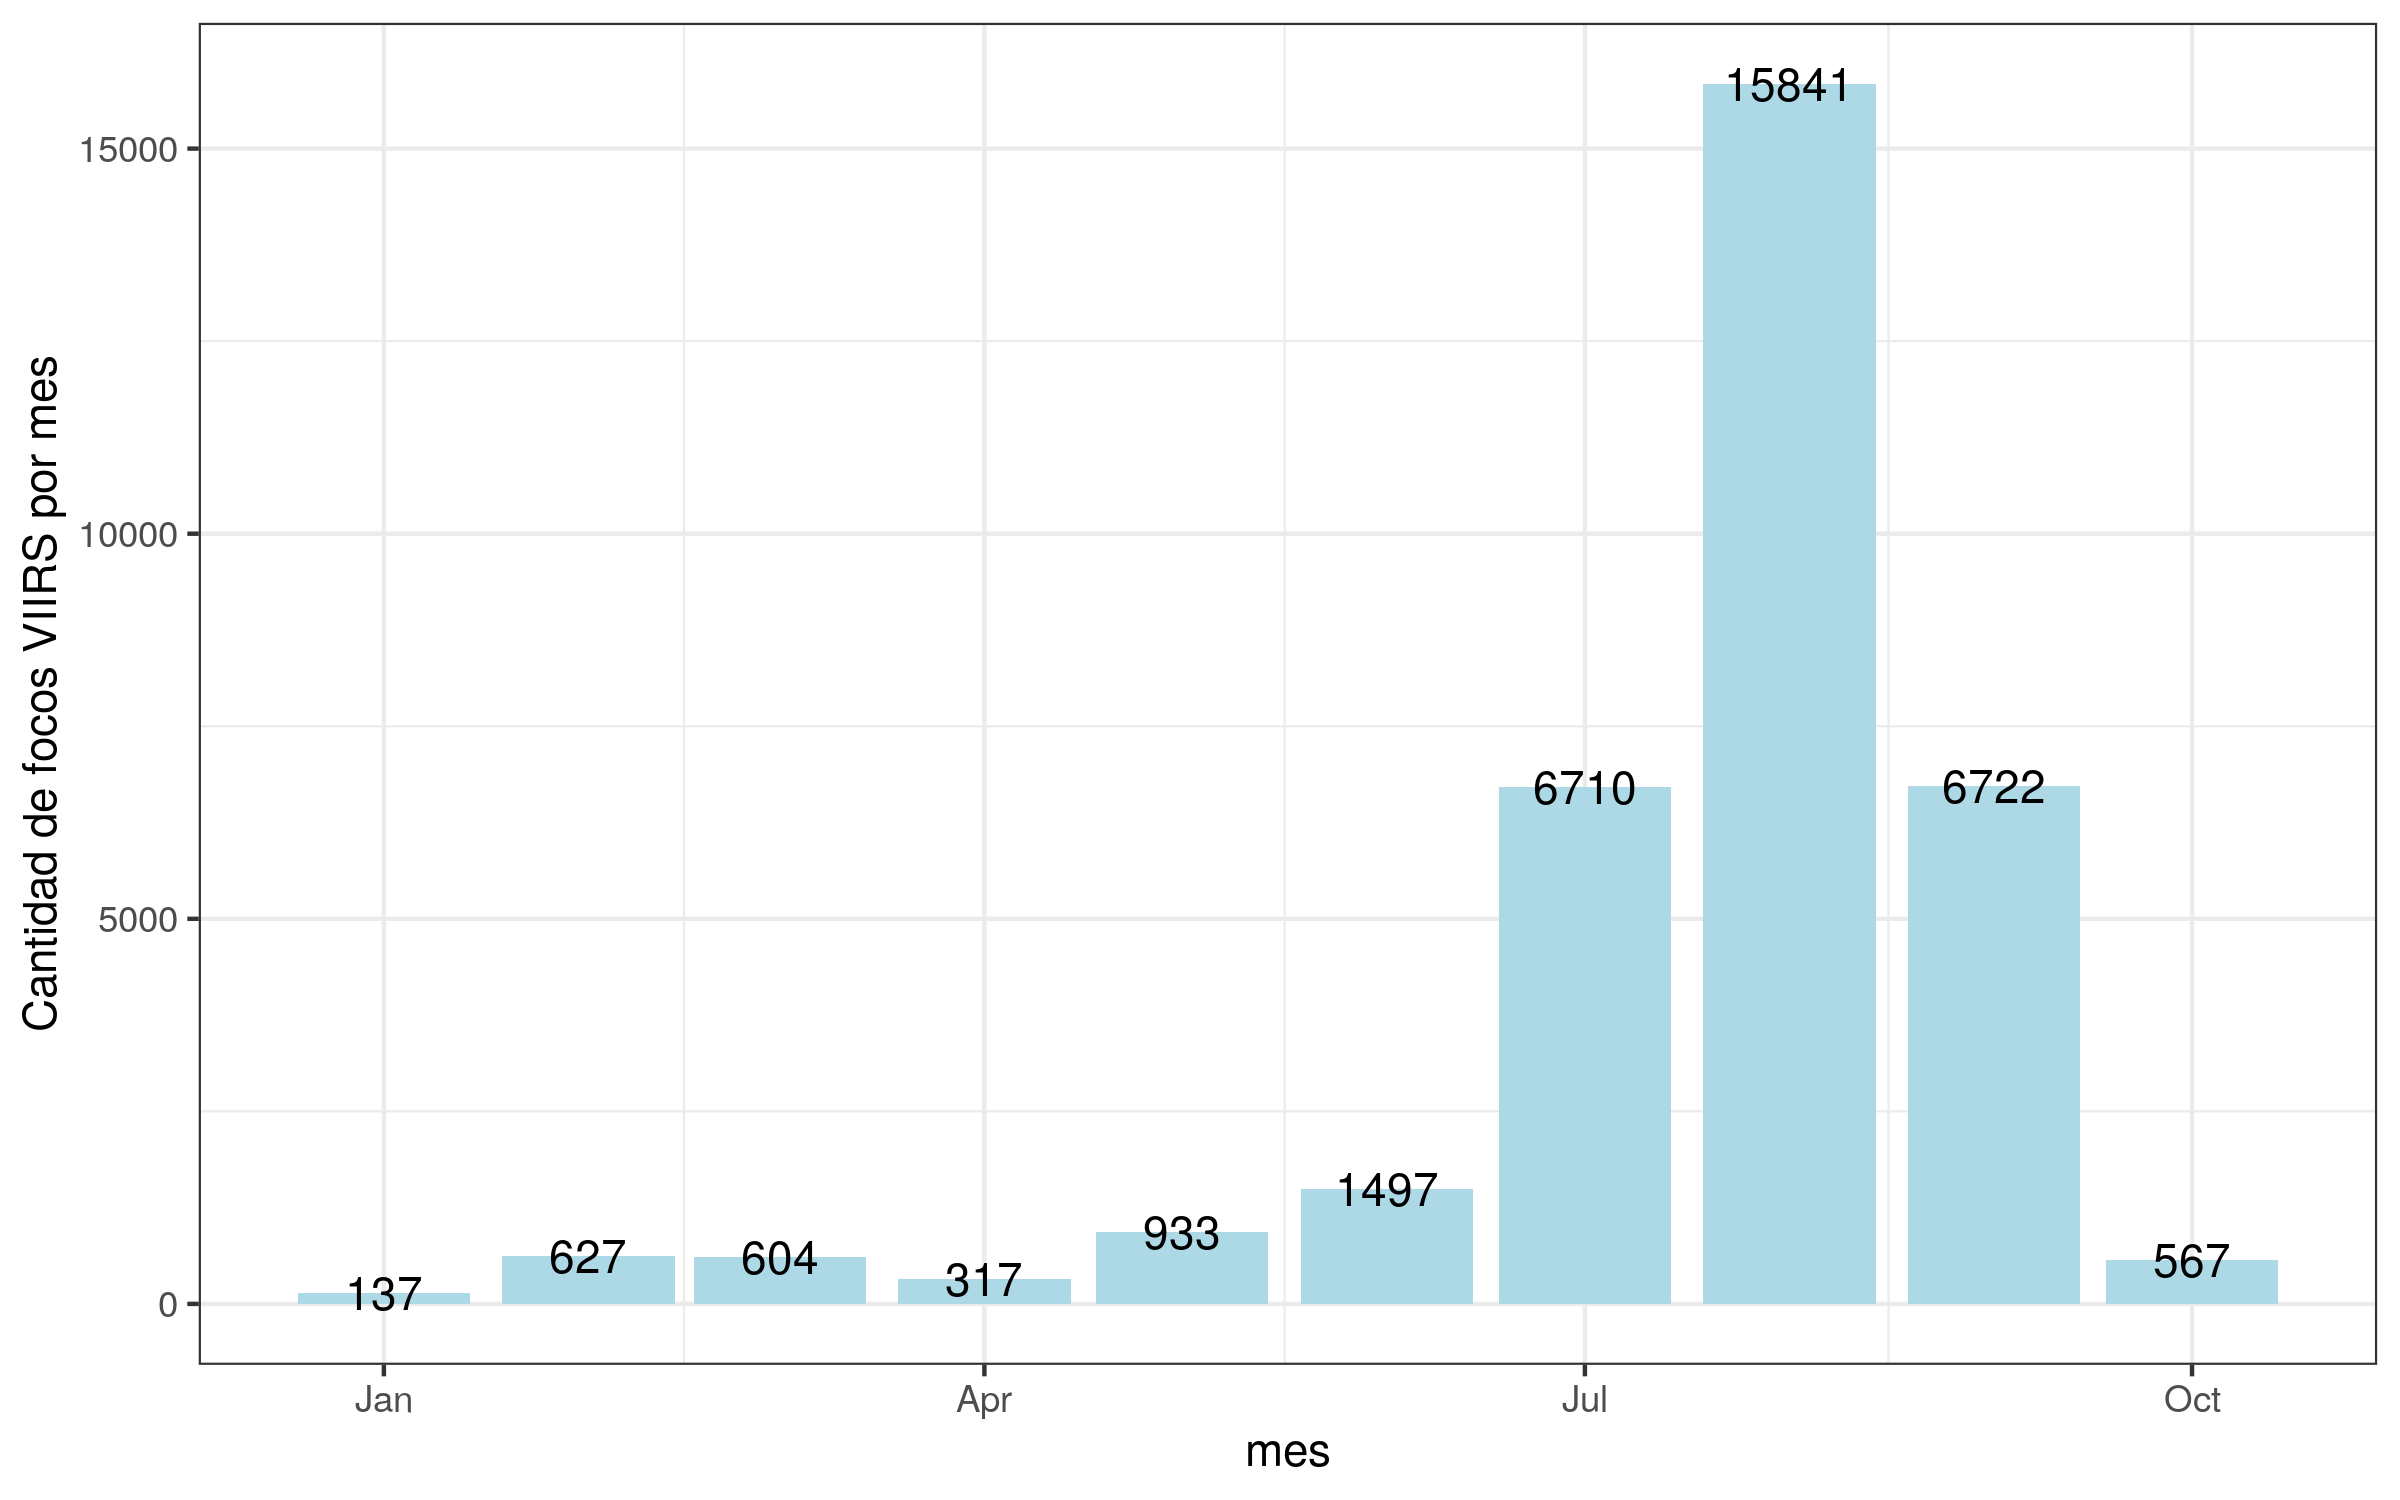 Cantidad de focos VIIRS por mes
15000
10000
5000
0
137
627
604
317
933
1497
6710
15841
6722
567
Jan
Apr
Jul
Oct
mes